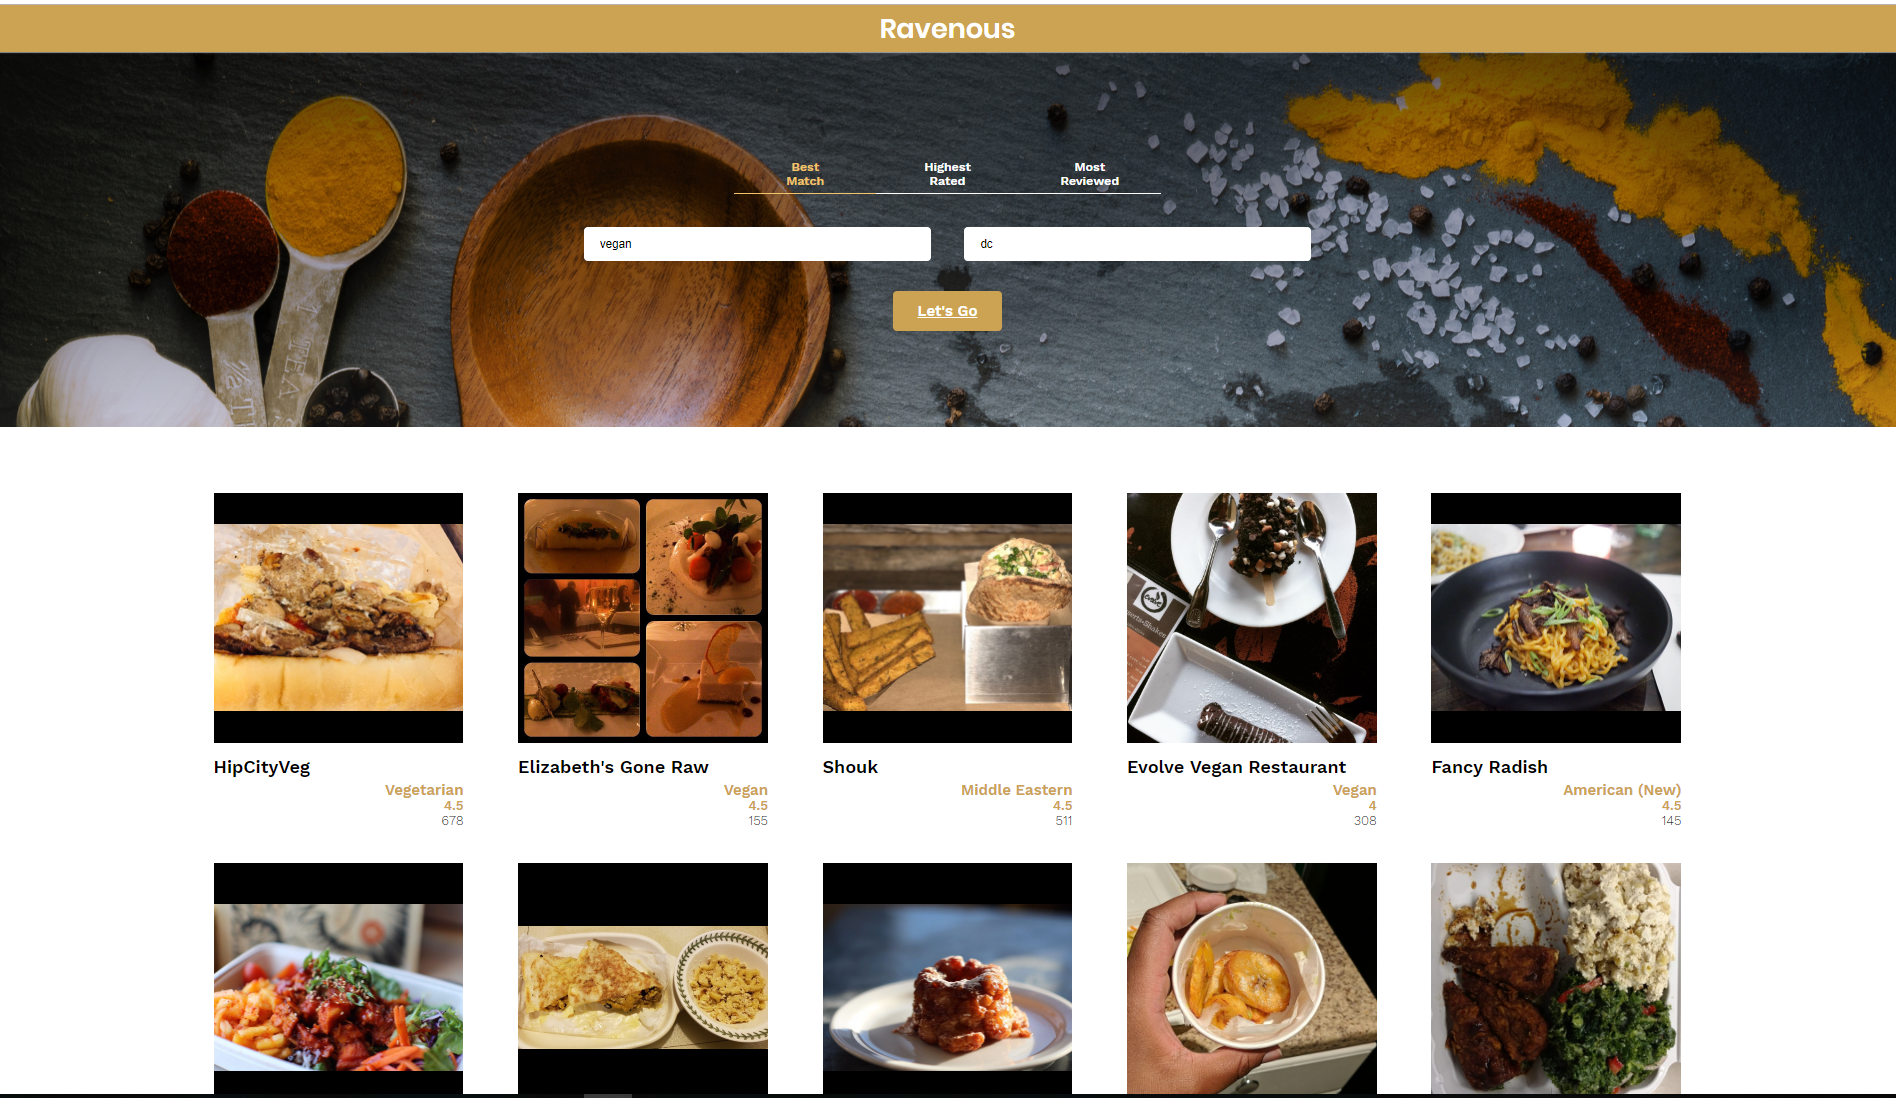 Ravenous
Best
Match
Highest
Rated
Most
Reviewed
vegan
dc
Let's Go
HipCityVeg
Vegetarian
4.5
678
Elizabeth's Gone Raw
Vegan
4.5
155
Shouk
Middle Eastern
4.5
511
evolve
Evolve Vegan Restaurant
Vegan
4
308
Fancy Radish
American (New)
4.5
145